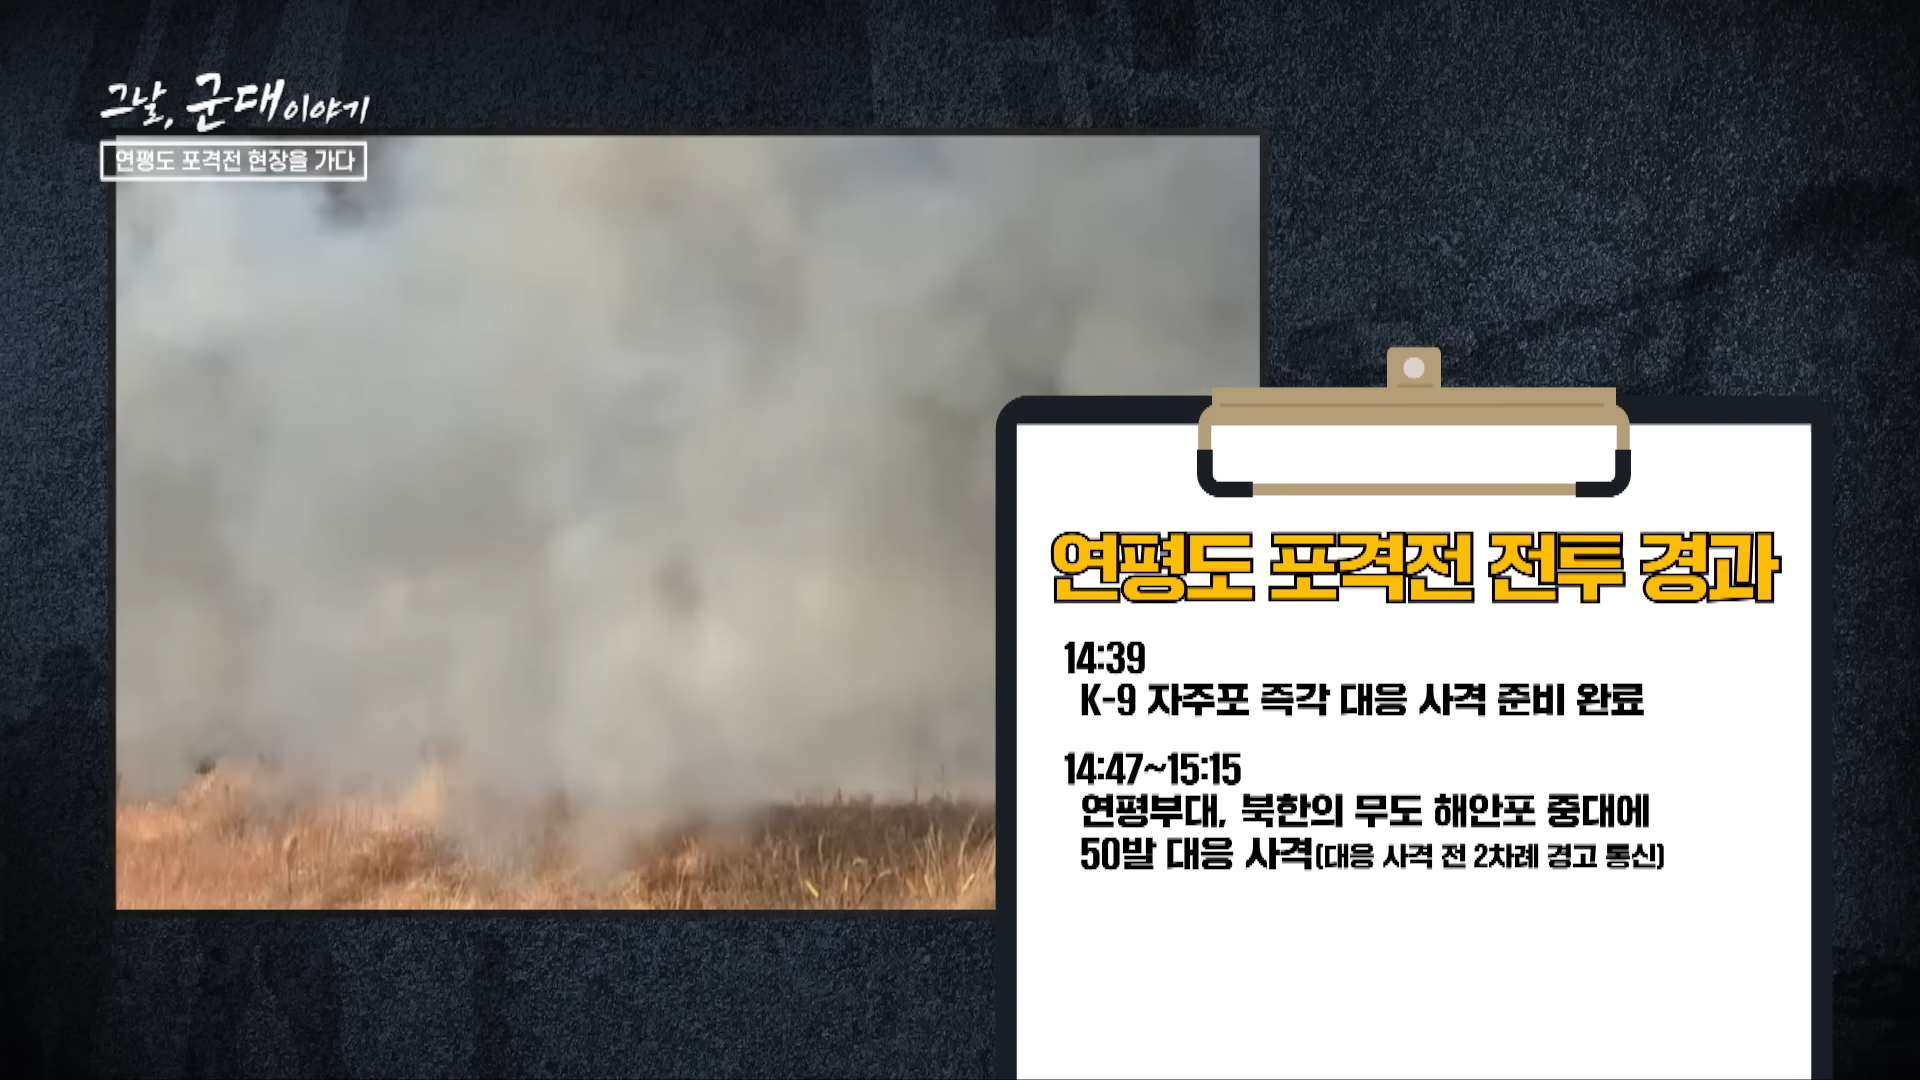 그날, 군대이야기
연평도 포격전 현장을 가다
연평도 포격전 전투 경과
14:39
K-9 자주포 즉각 대응 사격 준비 완료
14:47~15:15
연평부대, 북한의 무도 해안포 중대에
50발 대응 사격(대응 사격 전 2차례 경고 통신)